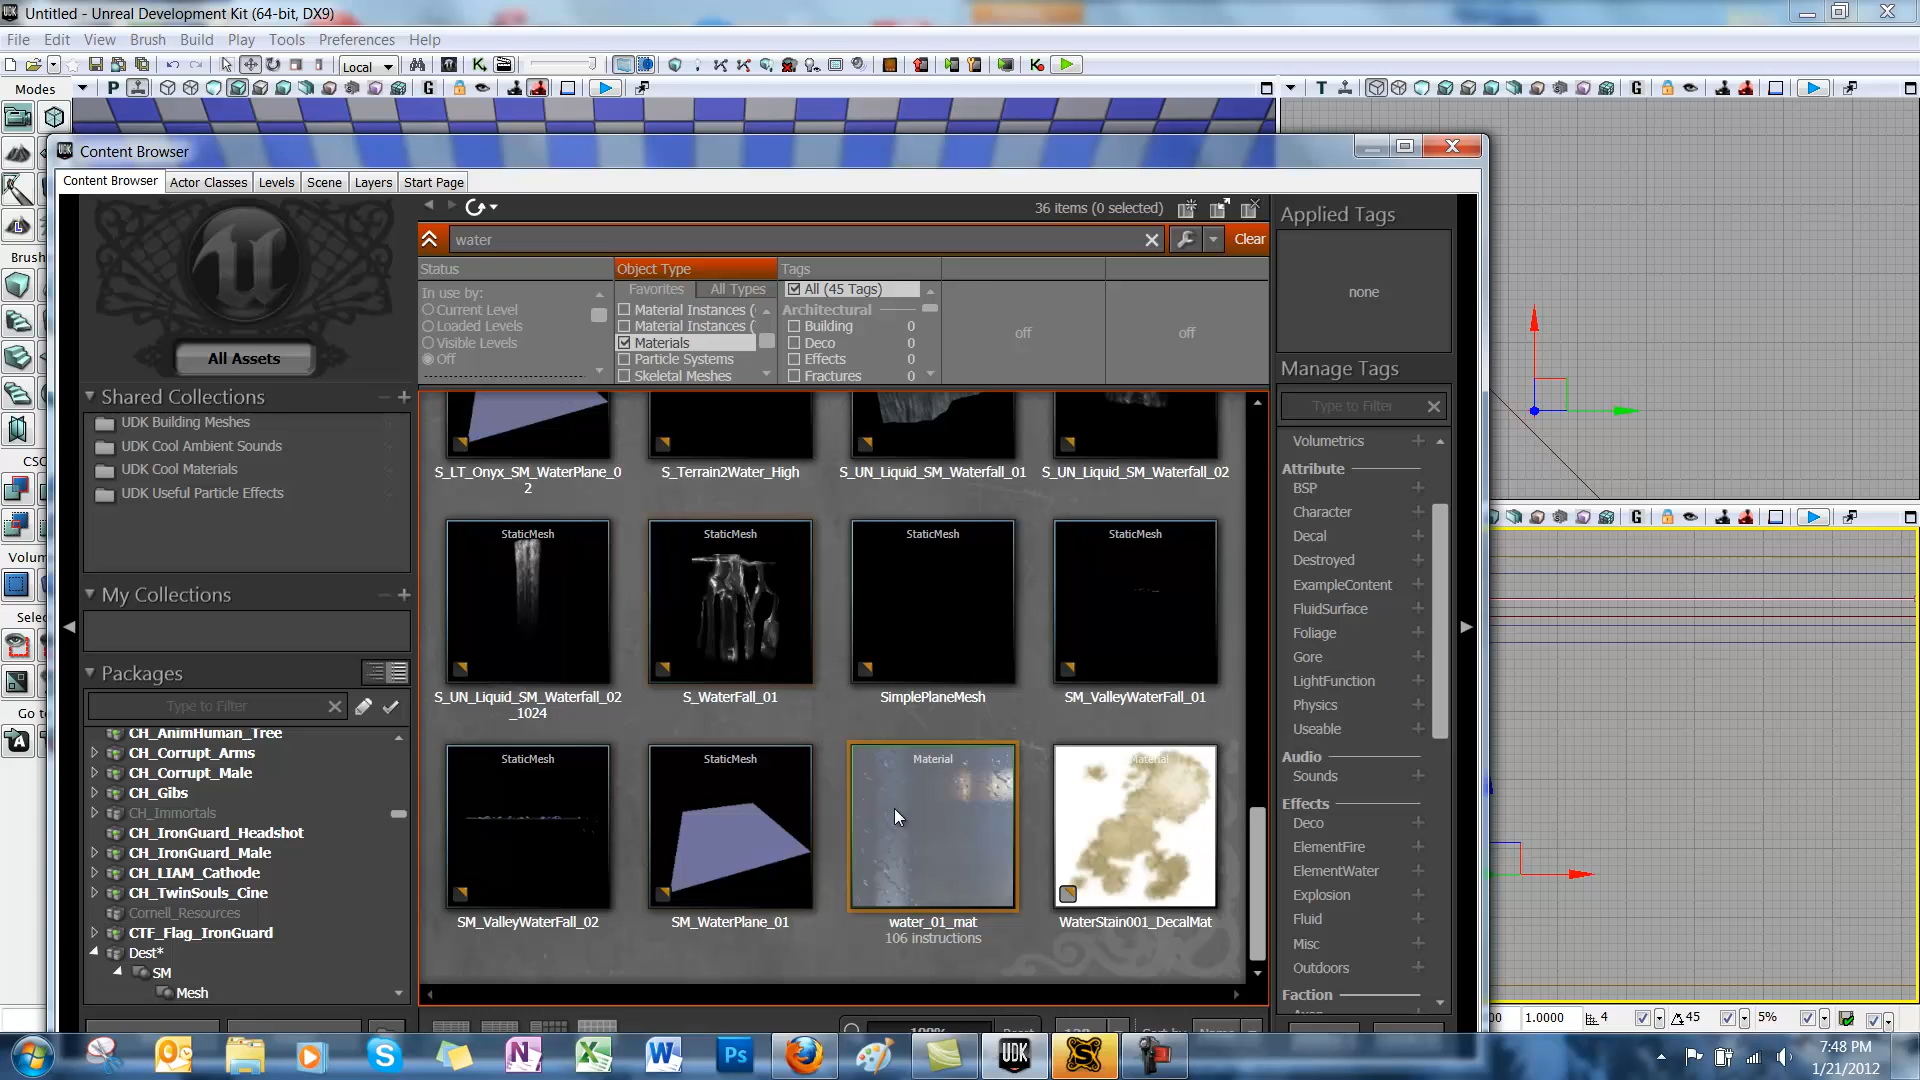 Untitled - Unreal Development Kit (64-bit, DX9)
File Edit View Brush Build Play Tools Preferences Help
Local
Modes
P
G
T
G
Content Browser
Content Browser Actor Classes Levels Scene Layers Start Page
36 items (0 selected)
water
Clear
Status
Object Type
Tags
Favorites All Types
All (45 Tags)
In use by:
Current Level
Loaded Levels
Visible Levels
Off
Material Instances (
Material Instances (
Materials
Particle Systems
Skeletal Meshes
Architectural
Building 0
Deco 0
Effects 0
Fractures 0
off
off
Applied Tags
none
Manage Tags
Type to Filter
Volumetrics
Attribute
BSP
Character
Decal
Destroyed
ExampleContent
FluidSurface
Foliage
Gore
LightFunction
Physics
Useable
Audio
Sounds
Effects
Deco
ElementFire
ElementWater
Explosion
Fluid
Misc
Outdoors
Faction
All Assets
Shared Collections
UDK Building Meshes
UDK Cool Ambient Sounds
UDK Cool Materials
UDK Useful Particle Effects
My Collections
Packages
Type to Filter
CH_AnimHuman_Tree
CH_Corrupt_Arms
CH_Corrupt_Male
CH_Gibs
CH_Immortals
CH_IronGuard_Headshot
CH_IronGuard_Male
CH_LIAM_Cathode
CH_TwinSouls_Cine
Cornell_Resources
CTF_Flag_IronGuard
Dest*
SM
Mesh
Brush
CSG
Volum
Selec
Go to
S_LT_Onyx_SM_WaterPlane_0
2
S_Terrain2Water_High
S_UN_Liquid_SM_Waterfall_01
S_UN_Liquid_SM_Waterfall_02
StaticMesh
StaticMesh
StaticMesh
StaticMesh
S_UN_Liquid_SM_Waterfall_02
_1024
S_WaterFall_01
SimplePlaneMesh
SM_ValleyWaterFall_01
StaticMesh
StaticMesh
Material
Material
SM_ValleyWaterFall_02
SM_WaterPlane_01
water_01_mat
106 instructions
WaterStain001_DecalMat
100%
G
00 1.0000 4 45 5%
7:48 PM
1/21/2012